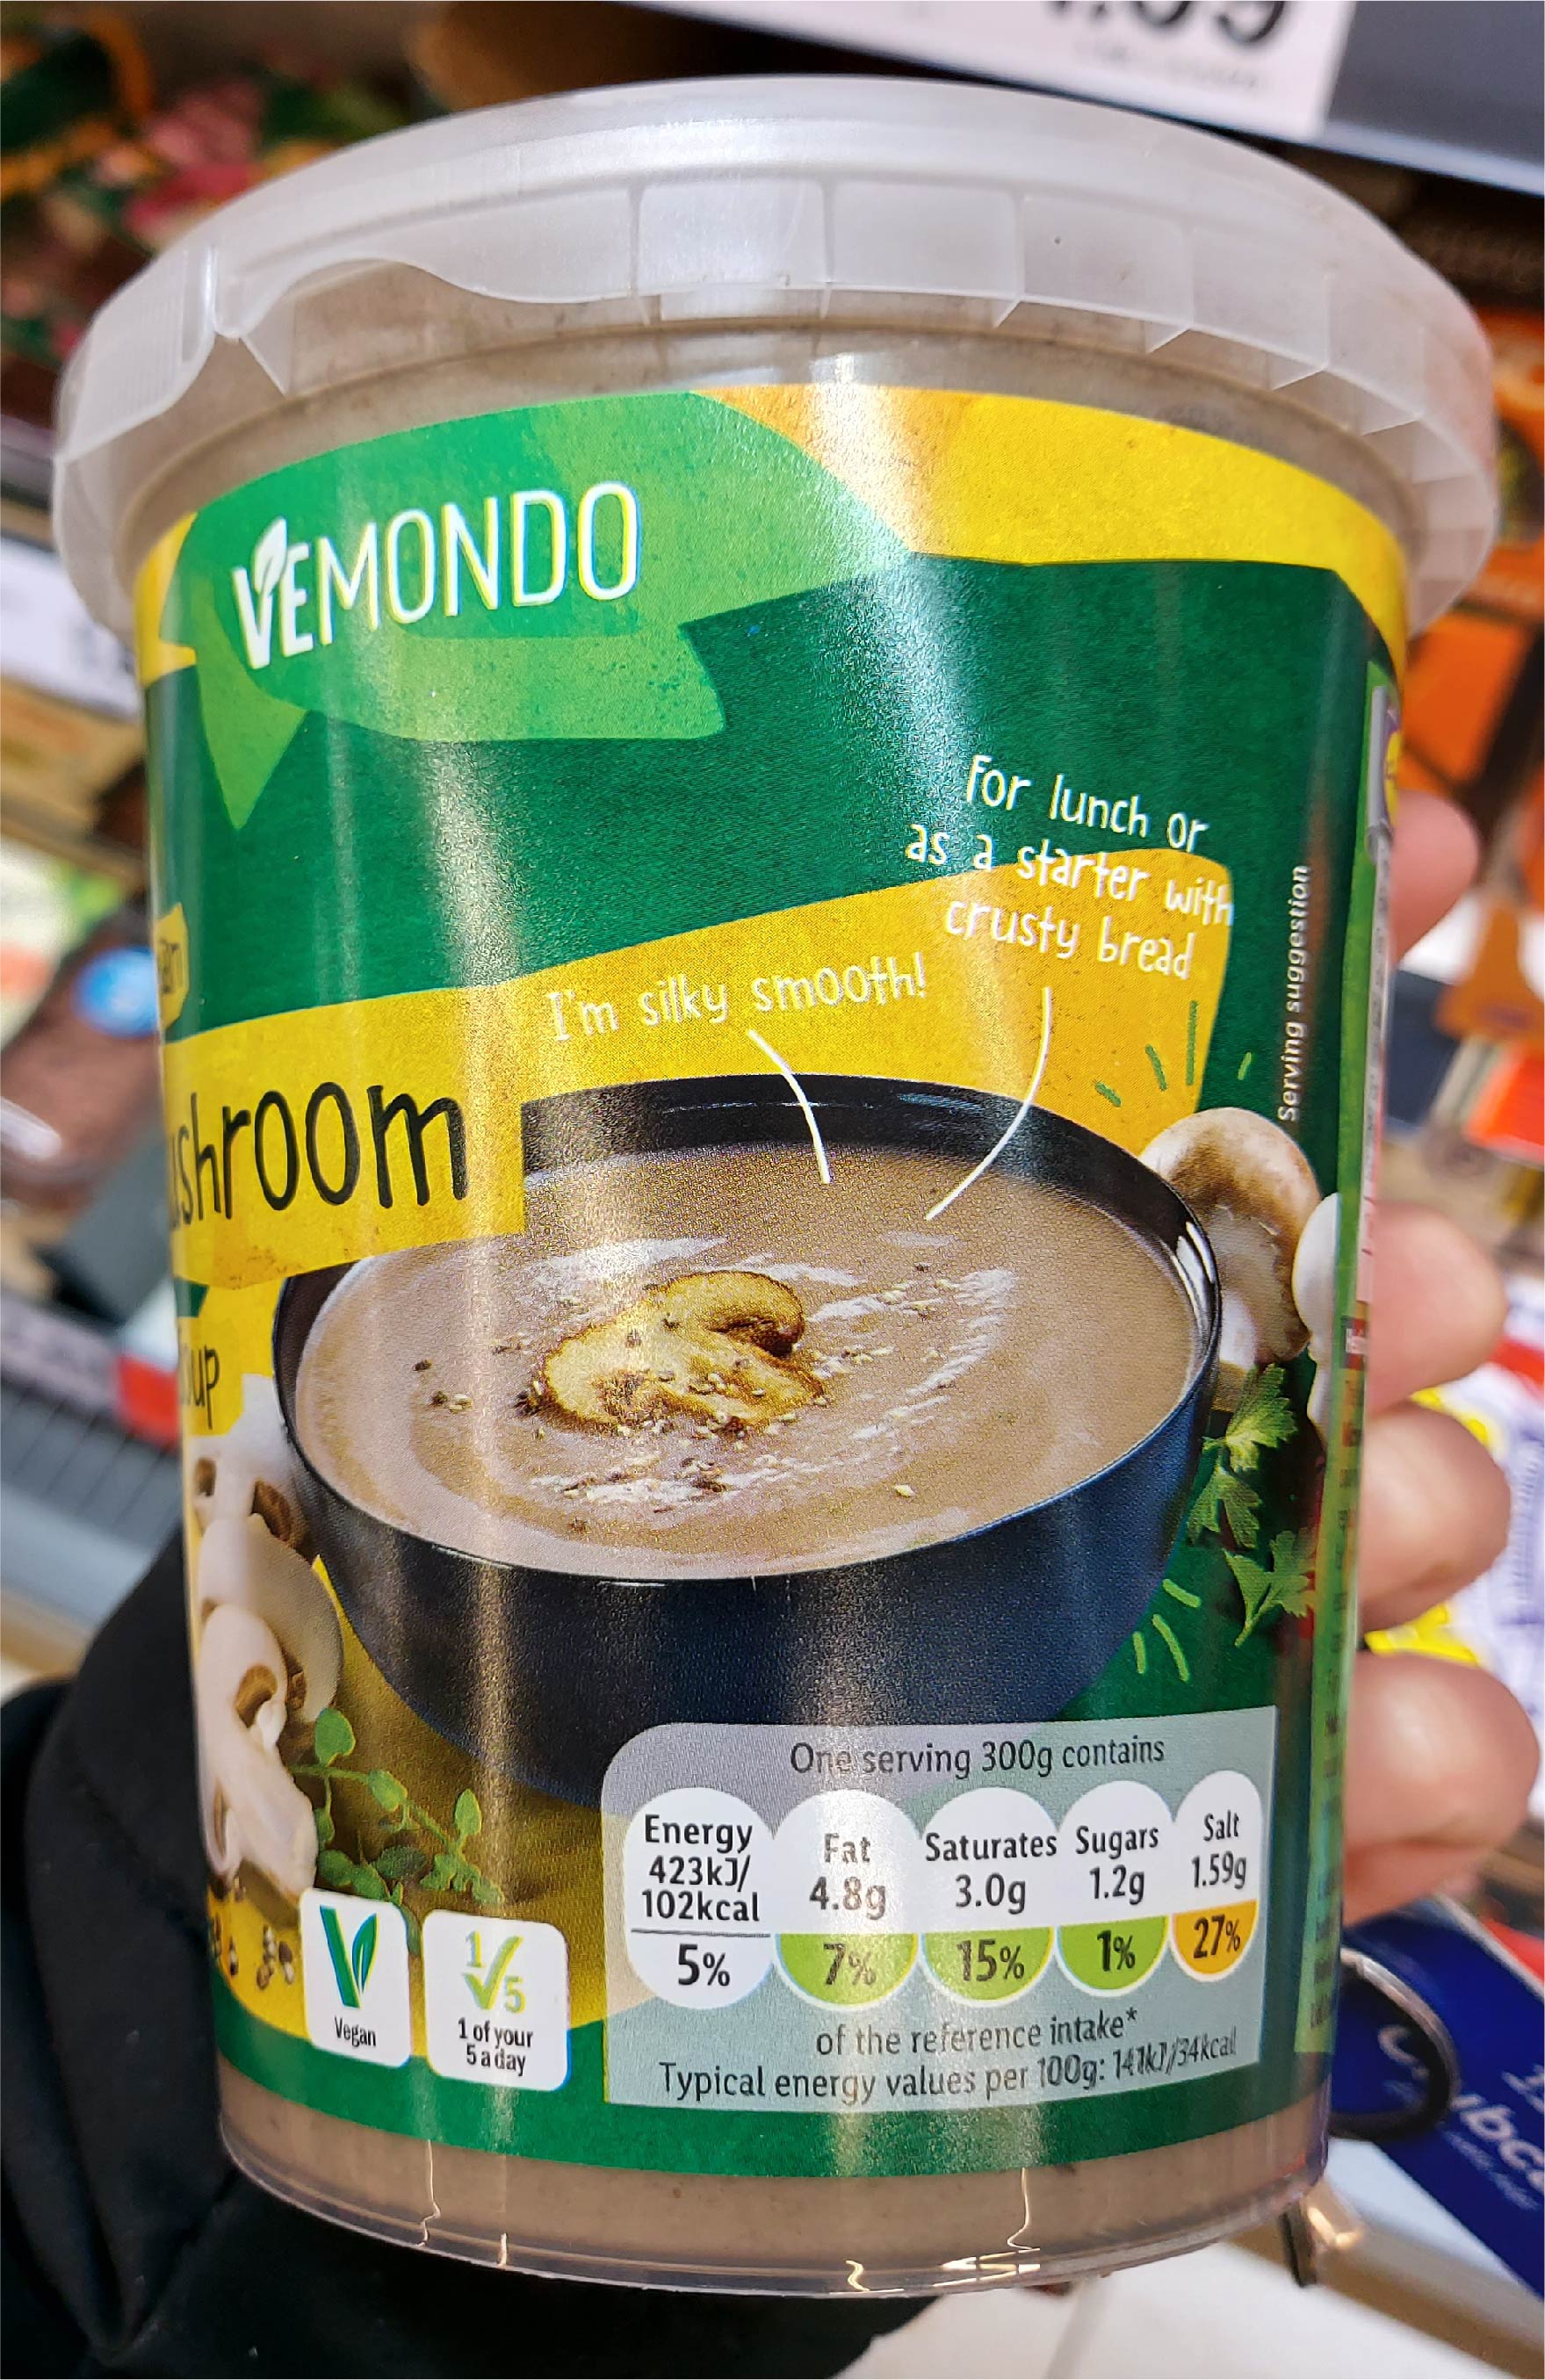 VEMONDO
For lunch or
as a starter with
crusty bread
I'm silky smooth!
Serving suggestion
One serving 300g contains
Energy
423kJ/
102kcal
5%
Fat
4.8g
7%
Saturates
3.0g
15%
Sugars
1.2g
1%
Salt
1.59g
27%
of the reference intake*
Typical energy values per 100g: 141kJ/34kcal
Vegan
1/5
1 of your
5 a day